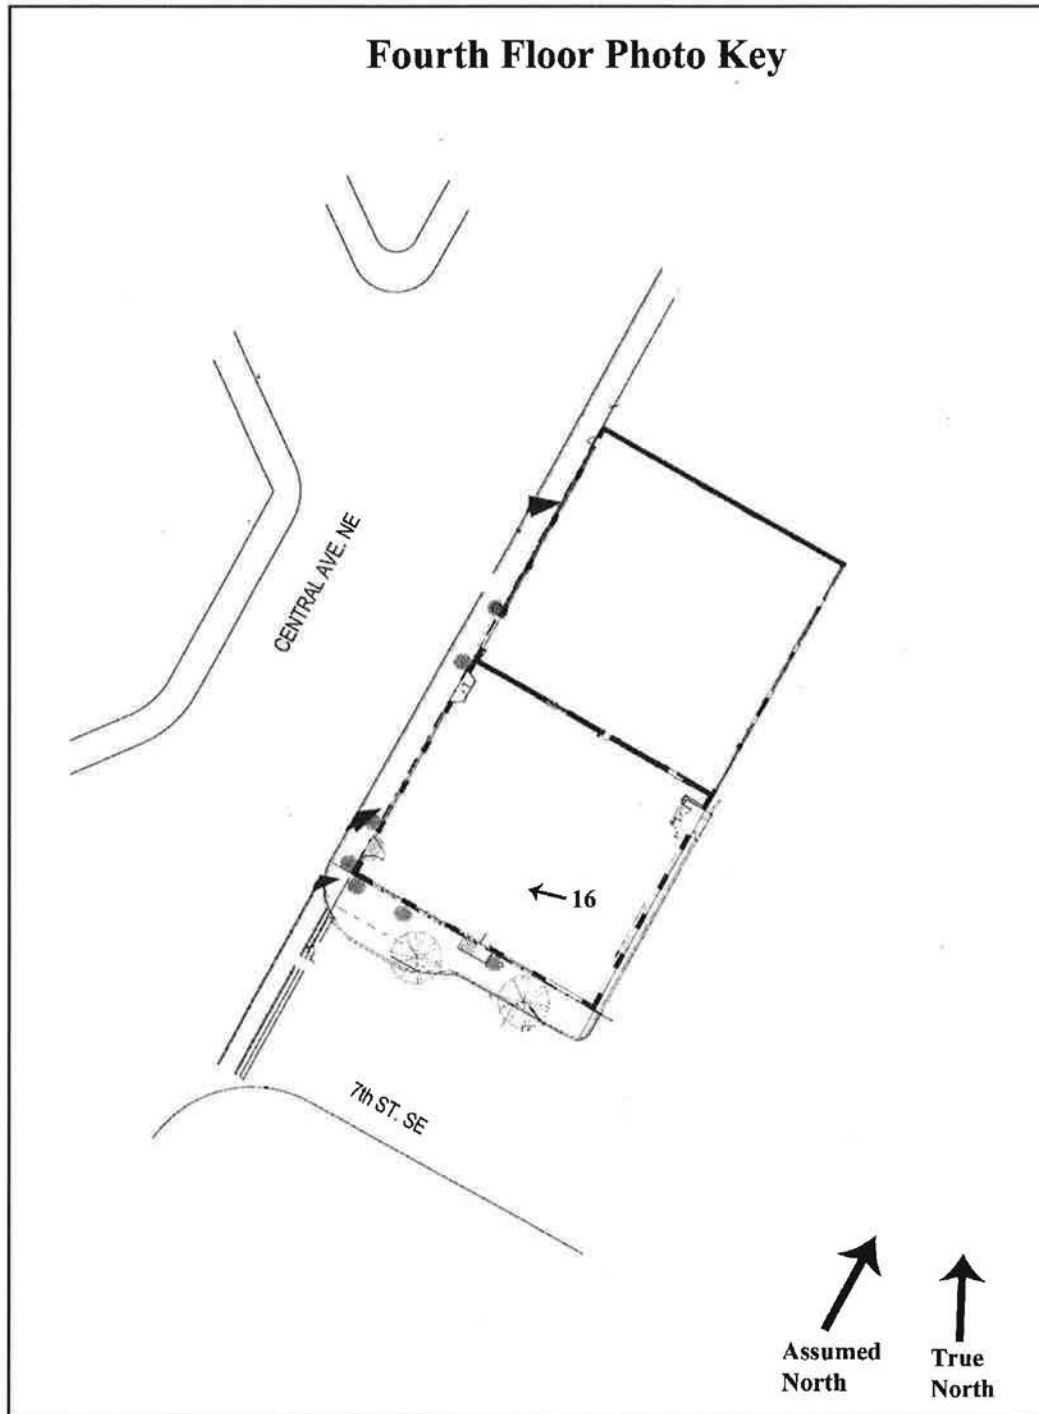 Fourth Floor Photo Key
CENTRAL AVE. NE
16
7th ST. SE
Assumed
North
True
North